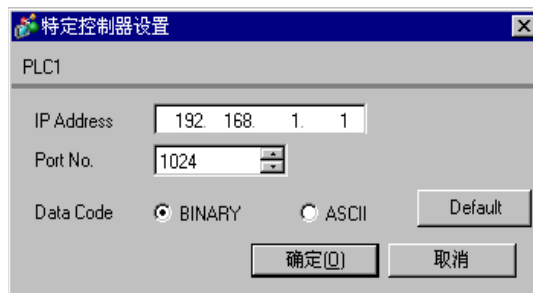 特定控制器设置
PLC1
IP Address 192. 168. 1. 1
Port No. 1024
Data Code BINARY ASCII Default
确定(O) 取消